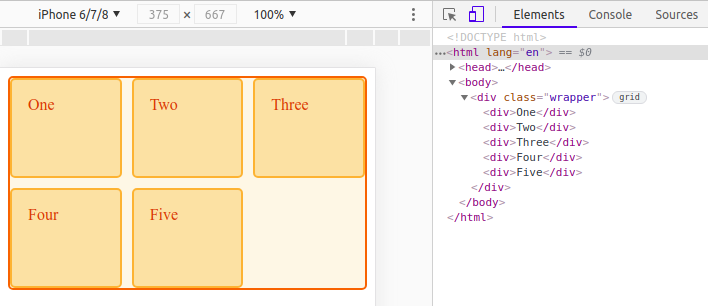 iPhone 6/7/8 ▼ 375 × 667 100% ▼ ⋮
Elements Console Sources
<!DOCTYPE html>
…<html lang="en"> == $0
▶<head>…</head>
▼<body>
▼<div class="wrapper"> grid
<div>One</div>
<div>Two</div>
<div>Three</div>
<div>Four</div>
<div>Five</div>
</div>
</body>
</html>
One Two Three
Four Five